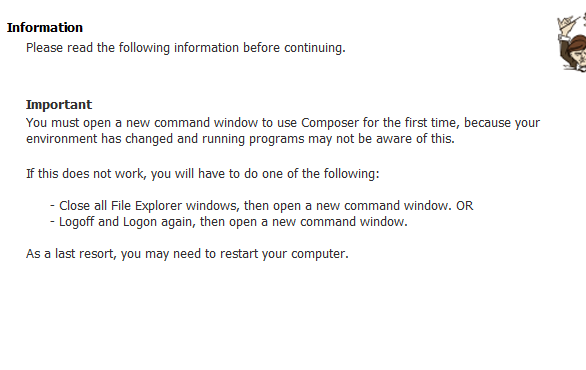 Information
Please read the following information before continuing.
Important
You must open a new command window to use Composer for the first time, because your
environment has changed and running programs may not be aware of this.
If this does not work, you will have to do one of the following:
- Close all File Explorer windows, then open a new command window. OR
- Logoff and Logon again, then open a new command window.
As a last resort, you may need to restart your computer.